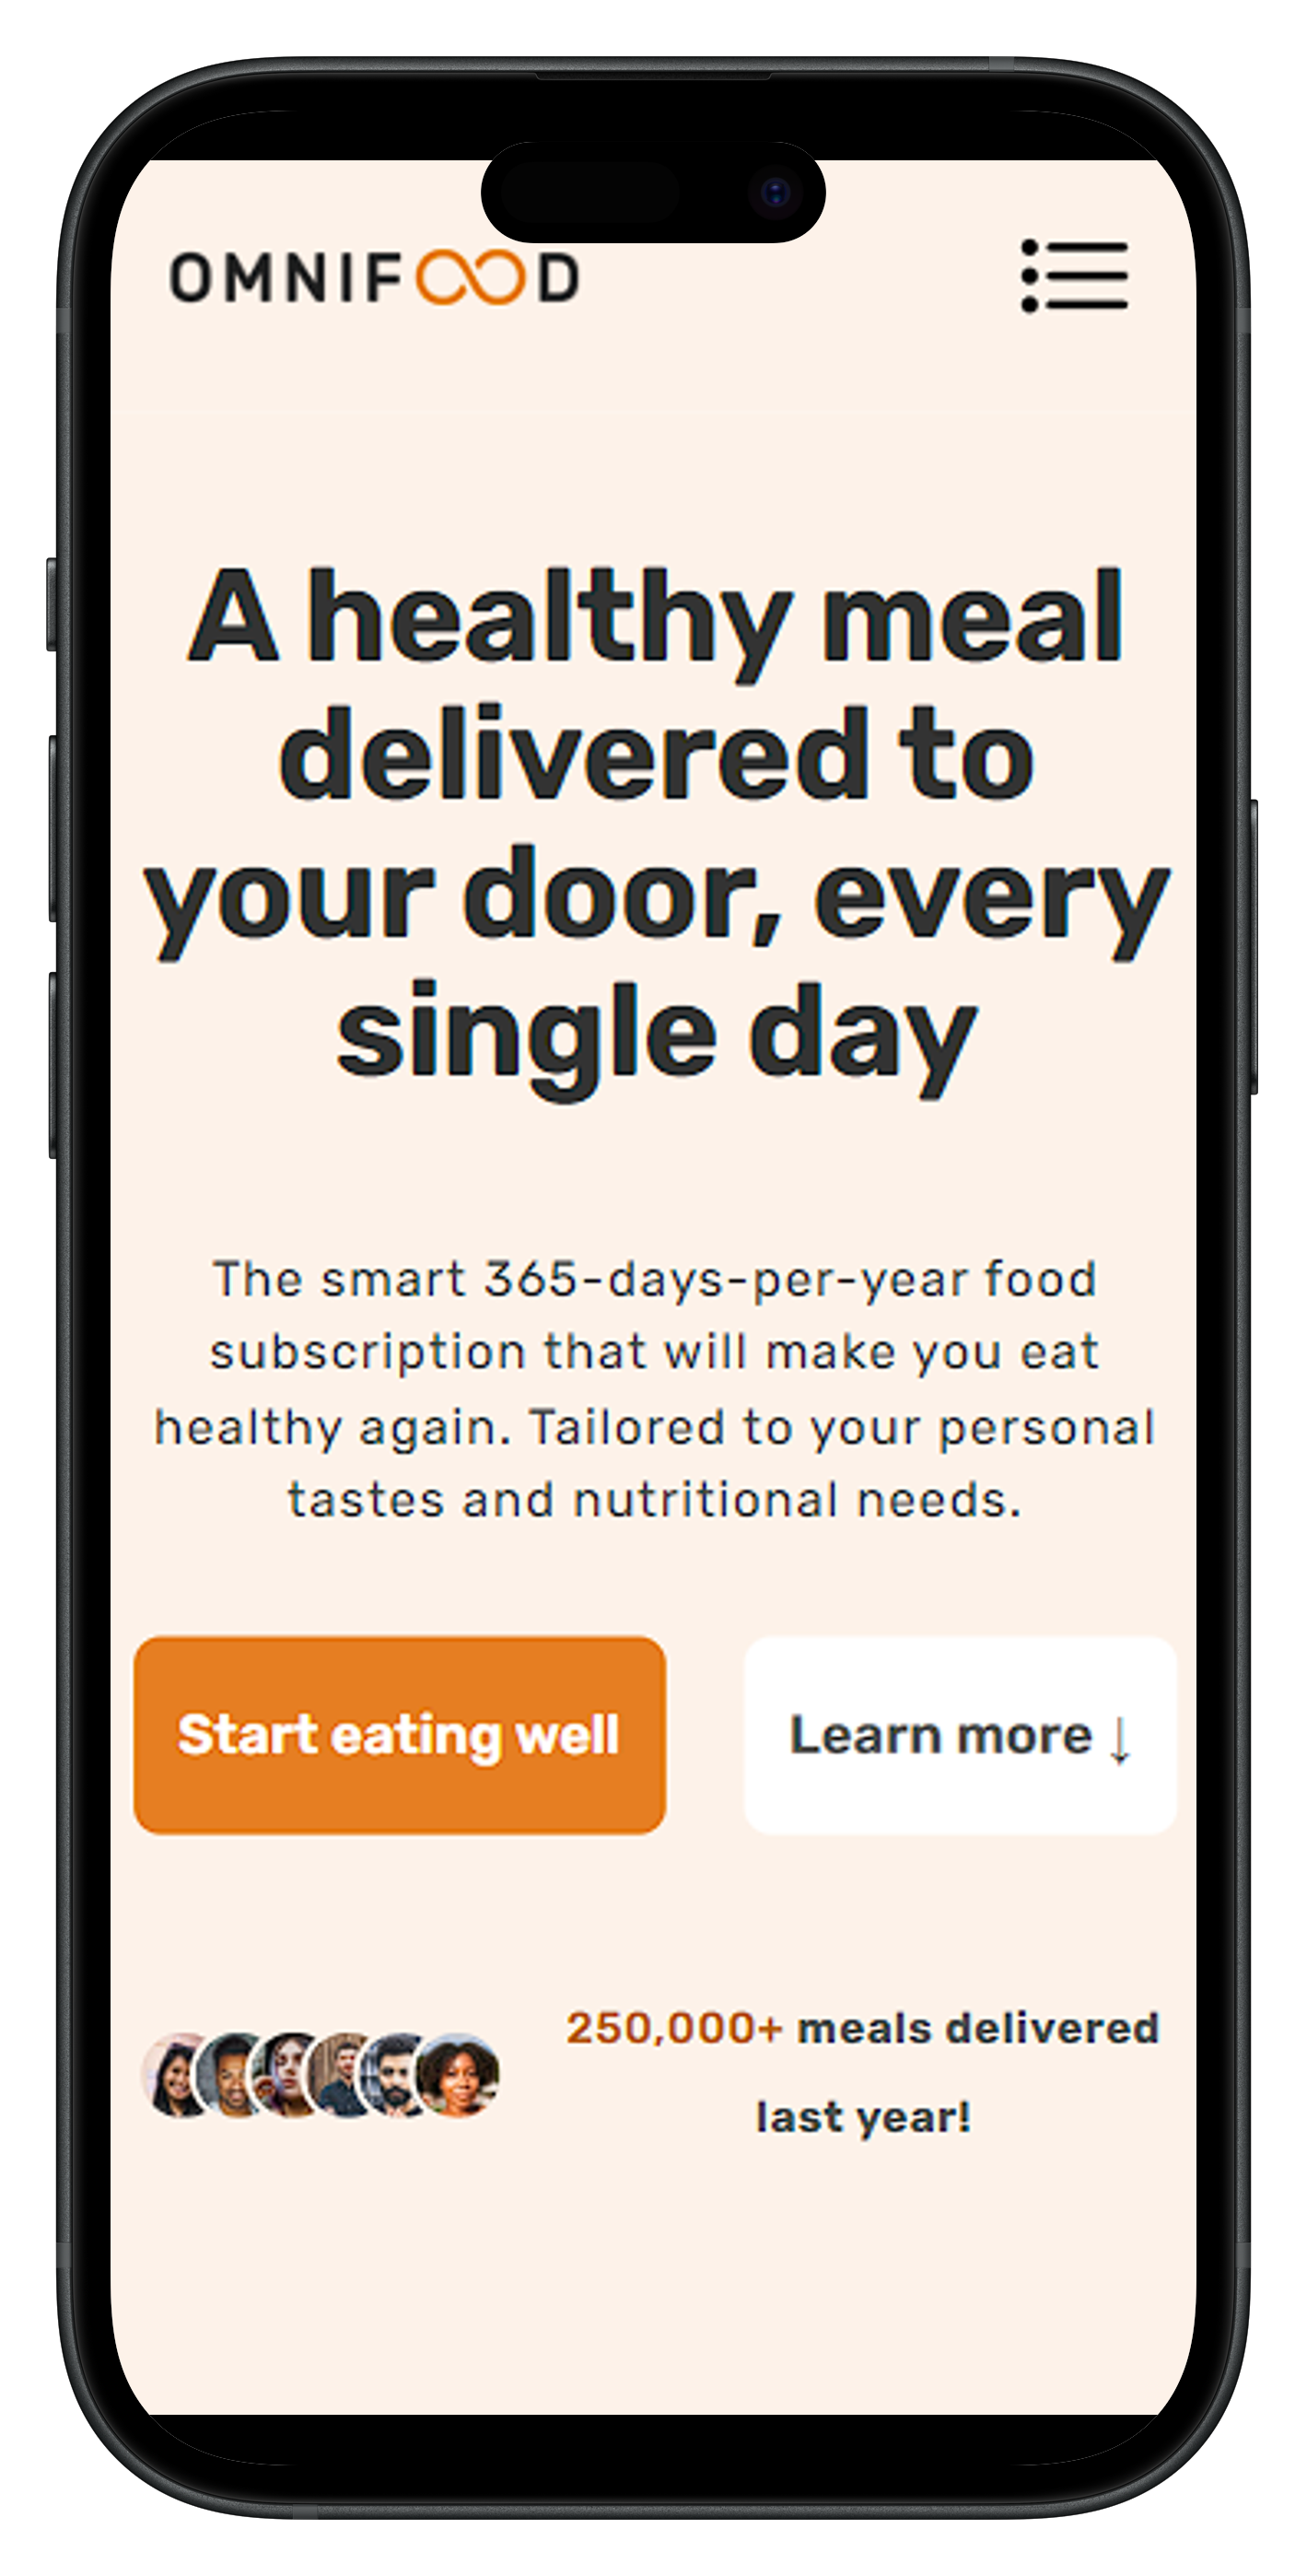 OMNIFOOD
A healthy meal
delivered to
your door, every
single day
The smart 365-days-per-year food
subscription that will make you eat
healthy again. Tailored to your personal
tastes and nutritional needs.
Start eating well
Learn more ↓
250,000+ meals delivered
last year!